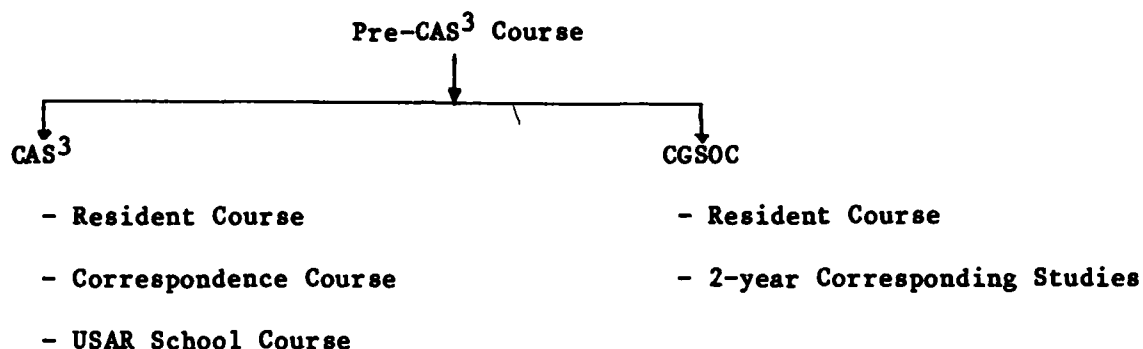 Pre-CAS³ Course
CAS³
CGSOC
- Resident Course
- Correspondence Course
- USAR School Course
- Resident Course
- 2-year Corresponding Studies